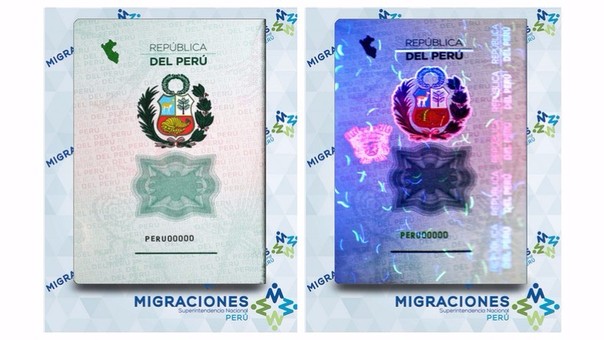 REPÚBLICA
DEL PERÚ
PERU00000
MIGRACIONES
Superintendencia Nacional
PERÚ
REPÚBLICA
DEL PERÚ
PERU00000
MIGRACIONES
Superintendencia Nacional
PERÚ